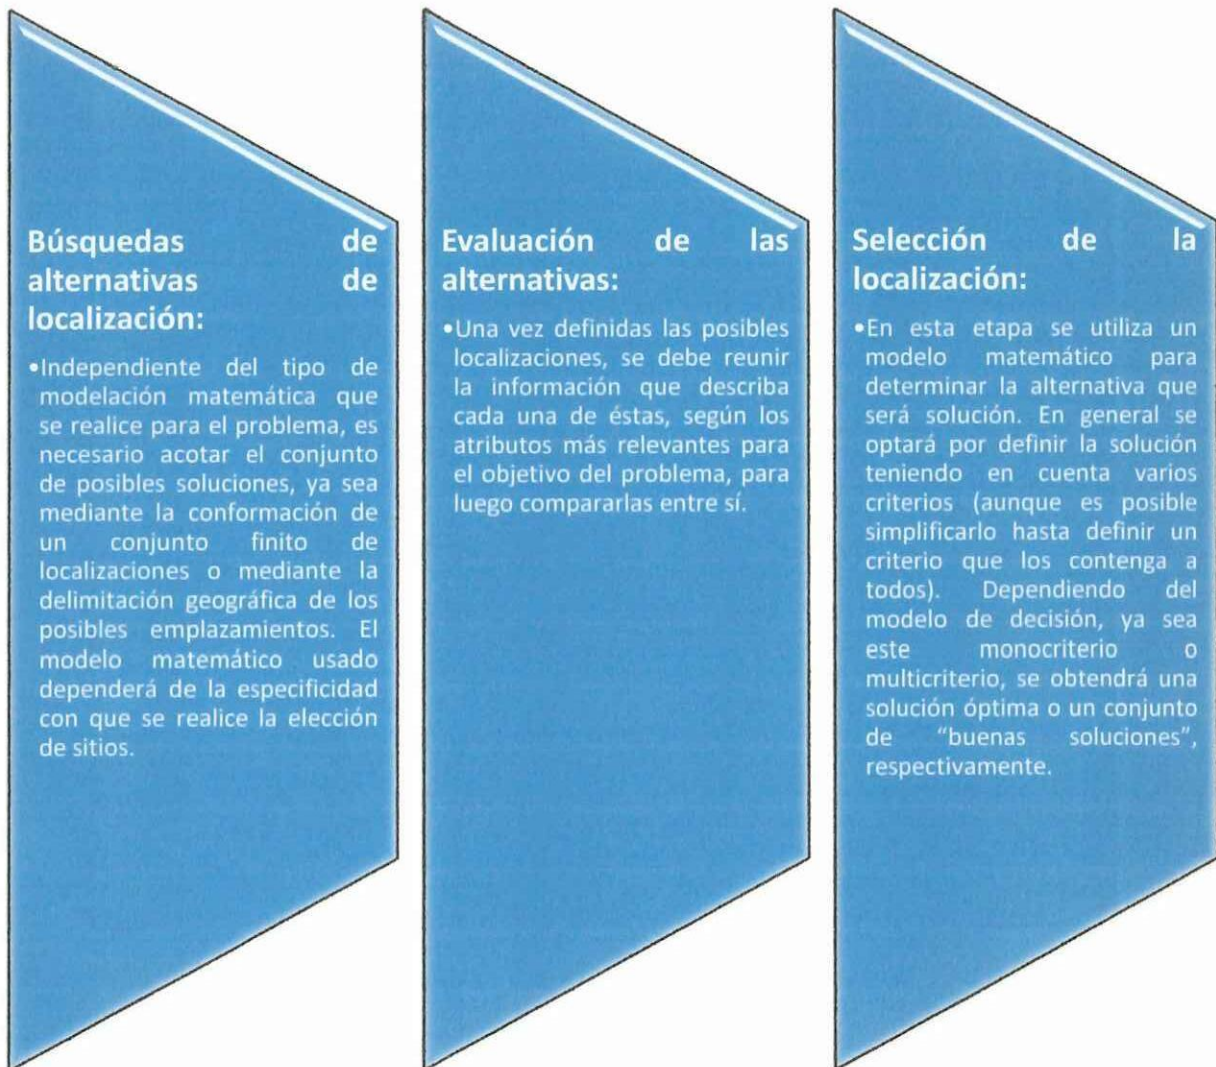 Búsquedas de
alternativas de
localización:
•Independiente del tipo de
modelación matemática que
se realice para el problema, es
necesario acotar el conjunto
de posibles soluciones, ya sea
mediante la conformación de
un conjunto finito de
localizaciones o mediante la
delimitación geográfica de los
posibles emplazamientos. El
modelo matemático usado
dependerá de la especificidad
con que se realice la elección
de sitios.
Evaluación de las
alternativas:
•Una vez definidas las posibles
localizaciones, se debe reunir
la información que describa
cada una de éstas, según los
atributos más relevantes para
el objetivo del problema, para
luego compararlas entre sí.
Selección de la
localización:
•En esta etapa se utiliza un
modelo matemático para
determinar la alternativa que
será solución. En general se
optará por definir la solución
teniendo en cuenta varios
criterios (aunque es posible
simplificarlo hasta definir un
criterio que los contenga a
todos). Dependiendo del
modelo de decisión, ya sea
este monocriterio o
multicriterio, se obtendrá una
solución óptima o un conjunto
de “buenas soluciones”,
respectivamente.